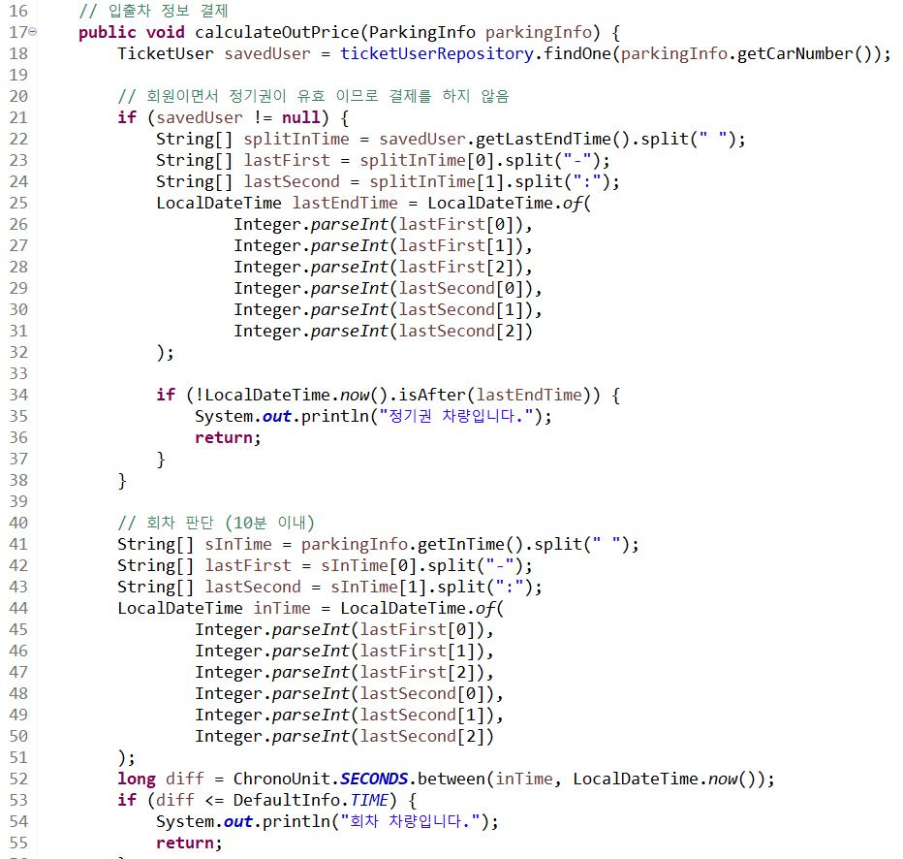 16 // 입출차 정보 결제
17 public void calculateOutPrice(ParkingInfo parkingInfo) {
18 TicketUser savedUser = ticketUserRepository.findOne(parkingInfo.getCarNumber());
19
20 // 회원이면서 정기권이 유효 이므로 결제를 하지 않음
21 if (savedUser != null) {
22 String[] splitInTime = savedUser.getLastEndTime().split(" ");
23 String[] lastFirst = splitInTime[0].split("-");
24 String[] lastSecond = splitInTime[1].split(":");
25 LocalDateTime lastEndTime = LocalDateTime.of(
26 Integer.parseInt(lastFirst[0]),
27 Integer.parseInt(lastFirst[1]),
28 Integer.parseInt(lastFirst[2]),
29 Integer.parseInt(lastSecond[0]),
30 Integer.parseInt(lastSecond[1]),
31 Integer.parseInt(lastSecond[2])
32 );
33
34 if (!LocalDateTime.now().isAfter(lastEndTime)) {
35 System.out.println("정기권 차량입니다.");
36 return;
37 }
38 }
39
40 // 회차 판단 (10분 이내)
41 String[] sInTime = parkingInfo.getInTime().split(" ");
42 String[] lastFirst = sInTime[0].split("-");
43 String[] lastSecond = sInTime[1].split(":");
44 LocalDateTime inTime = LocalDateTime.of(
45 Integer.parseInt(lastFirst[0]),
46 Integer.parseInt(lastFirst[1]),
47 Integer.parseInt(lastFirst[2]),
48 Integer.parseInt(lastSecond[0]),
49 Integer.parseInt(lastSecond[1]),
50 Integer.parseInt(lastSecond[2])
51 );
52 long diff = ChronoUnit.SECONDS.between(inTime, LocalDateTime.now());
53 if (diff <= DefaultInfo.TIME) {
54 System.out.println("회차 차량입니다.");
55 return;